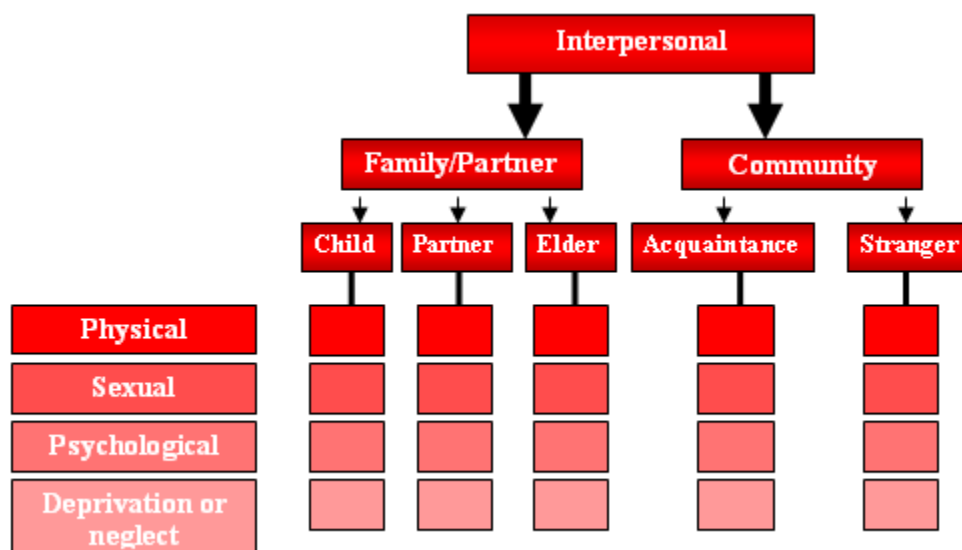 Interpersonal
Family/Partner
Community
Child
Partner
Elder
Acquaintance
Stranger
Physical
Sexual
Psychological
Deprivation or
neglect